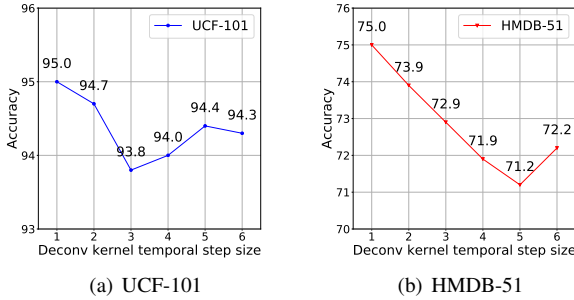 96
UCF-101
95.0
95
94.7
94.4
94.3
94.0
94
93.8
93
1 2 3 4 5 6
Accuracy
Deconv kernel temporal step size
(a) UCF-101
76
HMDB-51
75.0
75
74
73.9
73
72.9
72.2
72
71.9
71.2
71
70
1 2 3 4 5 6
Accuracy
Deconv kernel temporal step size
(b) HMDB-51